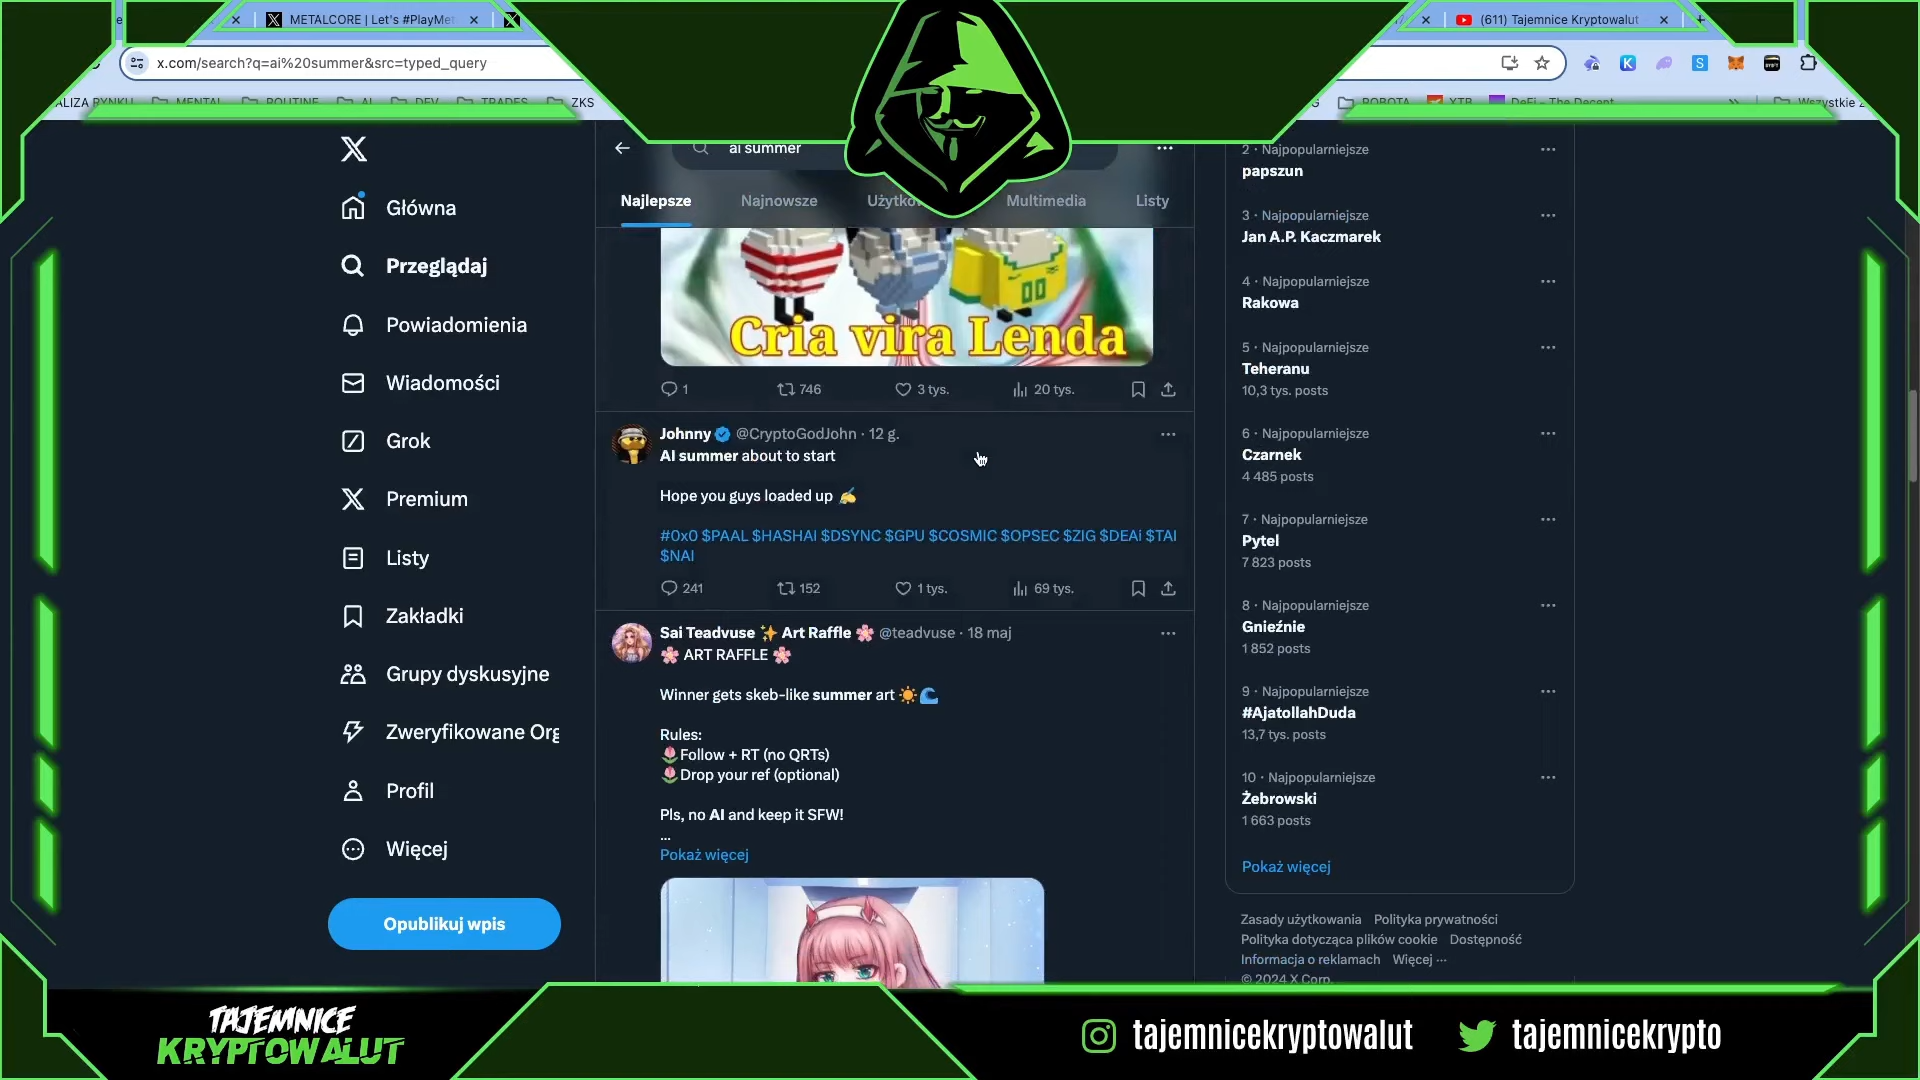 METALCORE | Let's #PlayMet
(611) Tajemnice Kryptowalut
x.com/search?q=ai%20summer&src=typed_query
ALIZA RYNKU
MENTAL
ROUTINE
AI
DEV
TRADES
ZKS
ROBOTA
XTB
DeFi – The Decent
»
Wszystkie z
Główna
Przeglądaj
Powiadomienia
Wiadomości
Grok
Premium
Listy
Zakładki
Grupy dyskusyjne
Zweryfikowane Org
Profil
Więcej
Opublikuj wpis
ai summer
Najlepsze
Najnowsze
Użytkow
Multimedia
Listy
00
Cria vira Lenda
1
746
3 tys.
20 tys.
Johnny @CryptoGodJohn · 12 g.
AI summer about to start
Hope you guys loaded up ✍️
#0x0 $PAAL $HASHAI $DSYNC $GPU $COSMIC $OPSEC $ZIG $DEAi $TAI
$NAI
241
152
1 tys.
69 tys.
Sai Teadvuse ✨ Art Raffle 🌸 @teadvuse · 18 maj
🌸 ART RAFFLE 🌸
Winner gets skeb-like summer art ☀️🌊
Rules:
🌷Follow + RT (no QRTs)
🌷Drop your ref (optional)
Pls, no AI and keep it SFW!
...
Pokaż więcej
2 · Najpopularniejsze
papszun
3 · Najpopularniejsze
Jan A.P. Kaczmarek
4 · Najpopularniejsze
Rakowa
5 · Najpopularniejsze
Teheranu
10,3 tys. posts
6 · Najpopularniejsze
Czarnek
4 485 posts
7 · Najpopularniejsze
Pytel
7 823 posts
8 · Najpopularniejsze
Gnieźnie
1 852 posts
9 · Najpopularniejsze
#AjatollahDuda
13,7 tys. posts
10 · Najpopularniejsze
Żebrowski
1 663 posts
Pokaż więcej
Zasady użytkowania Polityka prywatności
Polityka dotycząca plików cookie Dostępność
Informacja o reklamach Więcej ···
© 2024 X Corp.
TAJEMNICE
KRYPTOWALUT
tajemnicekryptowalut
tajemnicekrypto